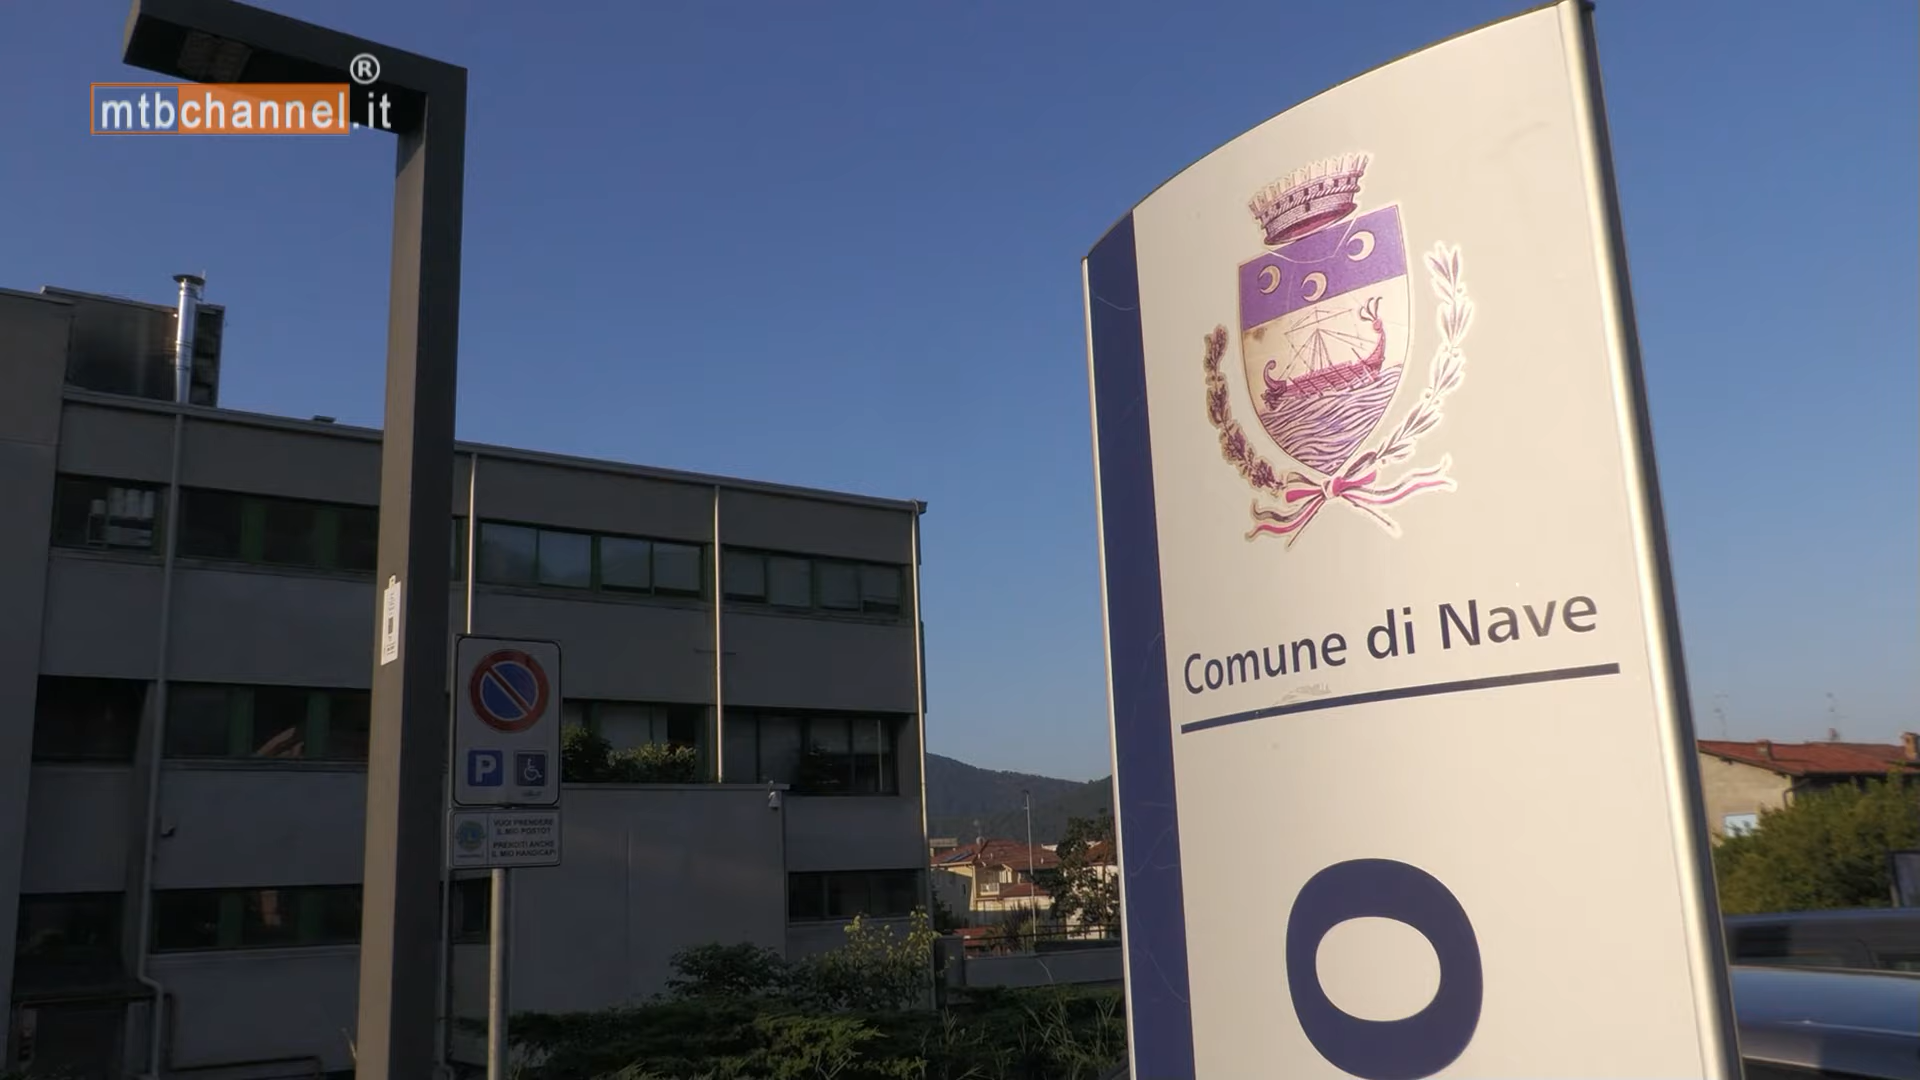 ®
mtbchannel.it
Comune di Nave
P
VUOI PRENDERE
IL MIO POSTO?
PRENDITI ANCHE
IL MIO HANDICAP!
O